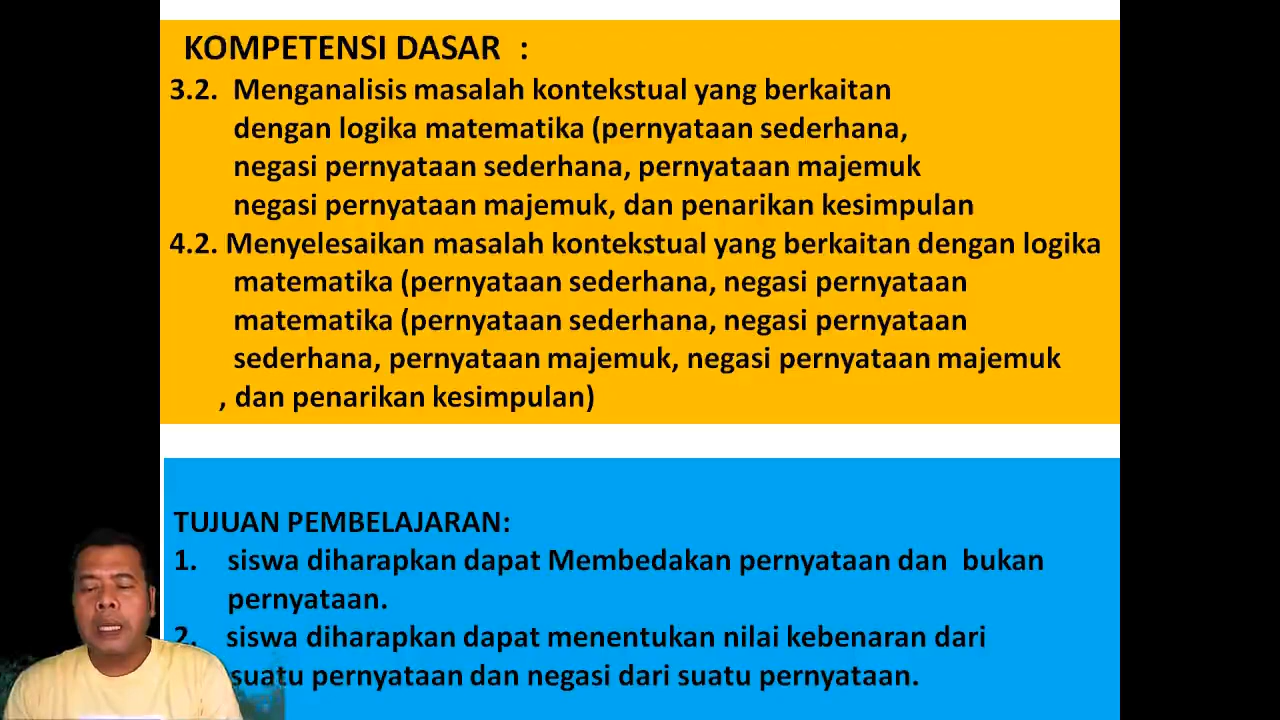 KOMPETENSI DASAR :
3.2. Menganalisis masalah kontekstual yang berkaitan
dengan logika matematika (pernyataan sederhana,
negasi pernyataan sederhana, pernyataan majemuk
negasi pernyataan majemuk, dan penarikan kesimpulan
4.2. Menyelesaikan masalah kontekstual yang berkaitan dengan logika
matematika (pernyataan sederhana, negasi pernyataan
matematika (pernyataan sederhana, negasi pernyataan
sederhana, pernyataan majemuk, negasi pernyataan majemuk
, dan penarikan kesimpulan)
TUJUAN PEMBELAJARAN:
1. siswa diharapkan dapat Membedakan pernyataan dan bukan
pernyataan.
2. siswa diharapkan dapat menentukan nilai kebenaran dari
suatu pernyataan dan negasi dari suatu pernyataan.